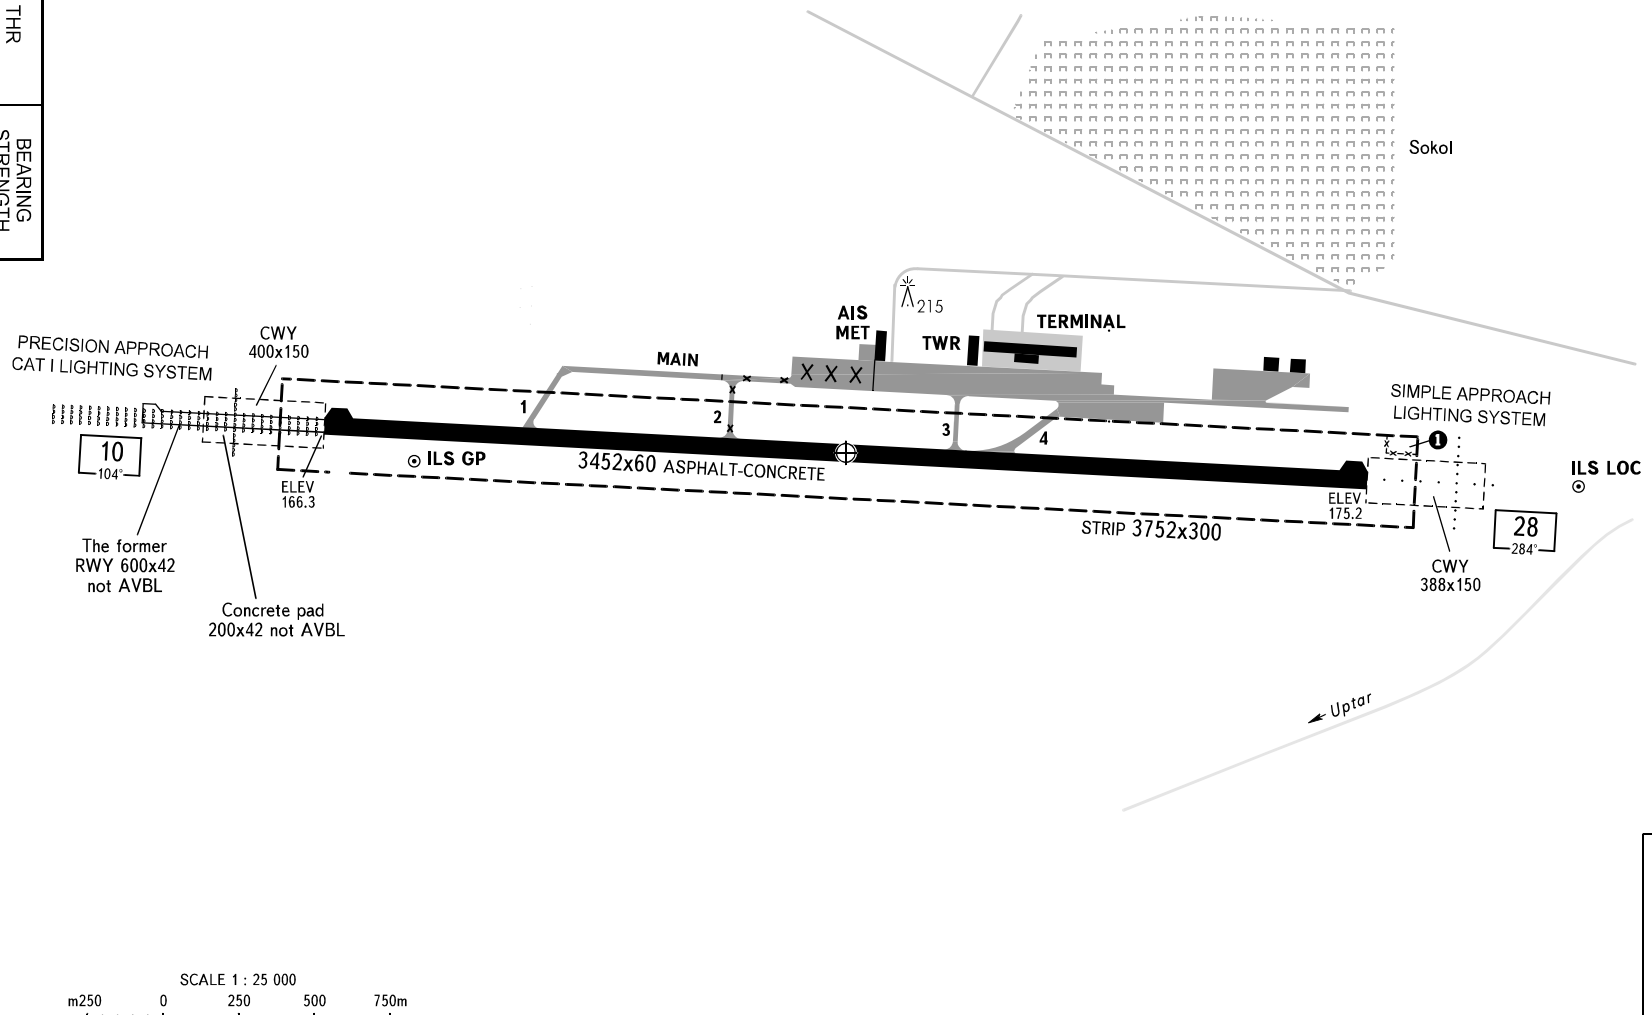 THR
BEARING
STRENGTH
Sokol
215
AIS
MET
TWR
TERMINAL
CWY
400x150
PRECISION APPROACH
CAT I LIGHTING SYSTEM
MAIN
1
2
3
4
SIMPLE APPROACH
LIGHTING SYSTEM
1
10
104°
ILS GP
3452x60 ASPHALT-CONCRETE
ELEV
166.3
ELEV
175.2
ILS LOC
STRIP 3752x300
28
284°
CWY
388x150
The former
RWY 600x42
not AVBL
Concrete pad
200x42 not AVBL
Uptar
SCALE 1 : 25 000
m250 0 250 500 750m